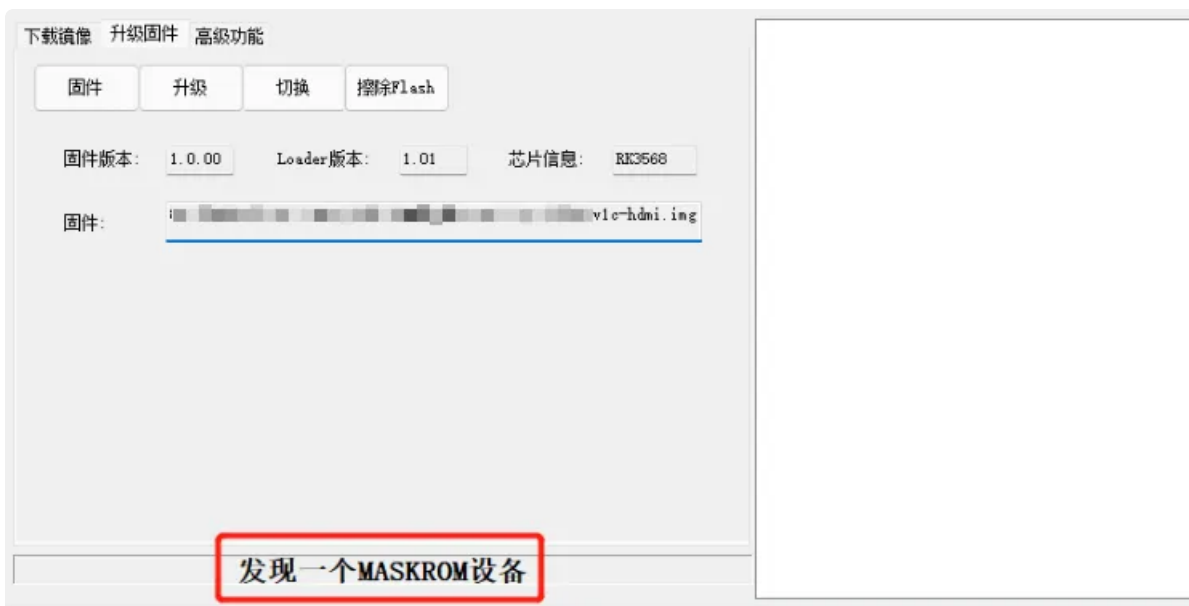 下载镜像 升级固件 高级功能
固件 升级 切换 擦除Flash
固件版本: 1.0.00 Loader版本: 1.01 芯片信息: RK3568
固件: v1c-hdmi.img
发现一个MASKROM设备